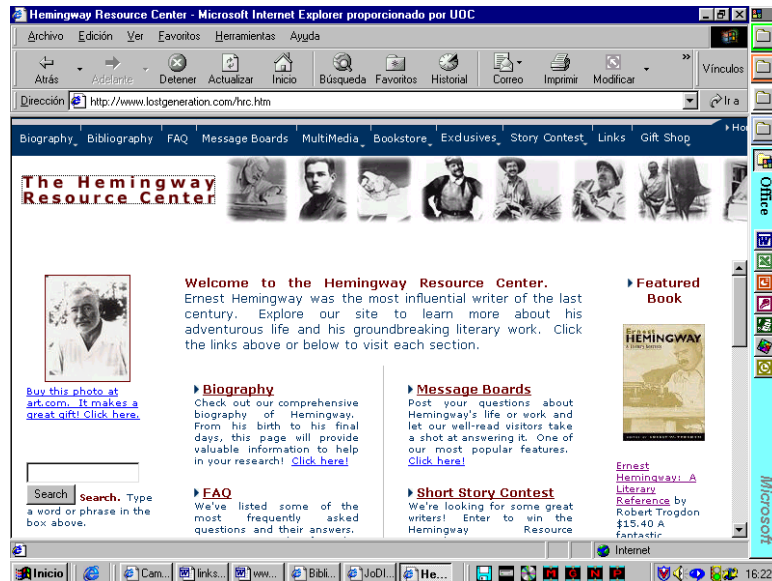 Hemingway Resource Center - Microsoft Internet Explorer proporcionado por UOC
Archivo Edición Ver Favoritos Herramientas Ayuda
Atrás Adelante Detener Actualizar Inicio Búsqueda Favoritos Historial Correo Imprimir Modificar » Vínculos
Dirección http://www.lostgeneration.com/hrc.htm Ir a
Biography Bibliography FAQ Message Boards MultiMedia Bookstore Exclusives Story Contest Links Gift Shop
The Hemingway
Resource Center
Buy this photo at
art.com. It makes a
great gift! Click here.
Search Search. Type
a word or phrase in the
box above.
Welcome to the Hemingway Resource Center.
Ernest Hemingway was the most influential writer of the last
century. Explore our site to learn more about his
adventurous life and his groundbreaking literary work. Click
the links above or below to visit each section.
Biography
Check out our comprehensive
biography of Hemingway.
From his birth to his final
days, this page will provide
valuable information to help
in your research! Click here!
FAQ
We've listed some of the
most frequently asked
questions and their answers.
Message Boards
Post your questions about
Hemingway's life or work and
let our well-read visitors take
a shot at answering it. One of
our most popular features.
Click here!
Short Story Contest
We're looking for some great
writers! Enter to win the
Hemingway Resource
Featured
Book
Ernest
HEMINGWAY
Ernest
Hemingway: A
Literary
Reference by
Robert Trogdon
$15.40 A
fantastic
Office
Microsoft
Internet
Inicio Cam... links... ww... Bibli... JoDI... He... 16:22